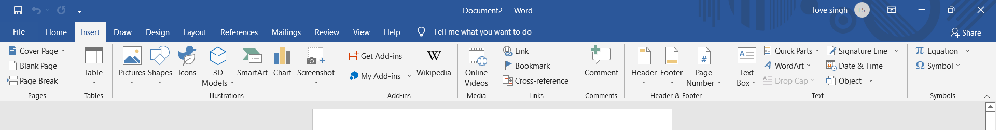 Document2 - Word
love singh LS
File Home Insert Draw Design Layout References Mailings Review View Help Tell me what you want to do Share
Cover Page
Blank Page
Page Break
Pages
Table
Tables
Pictures
Shapes
Icons
3D
Models
SmartArt
Chart
Screenshot
Illustrations
Get Add-ins
My Add-ins
W
Wikipedia
Add-ins
Online
Videos
Media
Link
Bookmark
Cross-reference
Links
Comment
Comments
Header
Footer
#
Page
Number
Header & Footer
A
Text
Box
Quick Parts
A WordArt
A Drop Cap
Signature Line
Date & Time
Object
Text
π Equation
Ω Symbol
Symbols